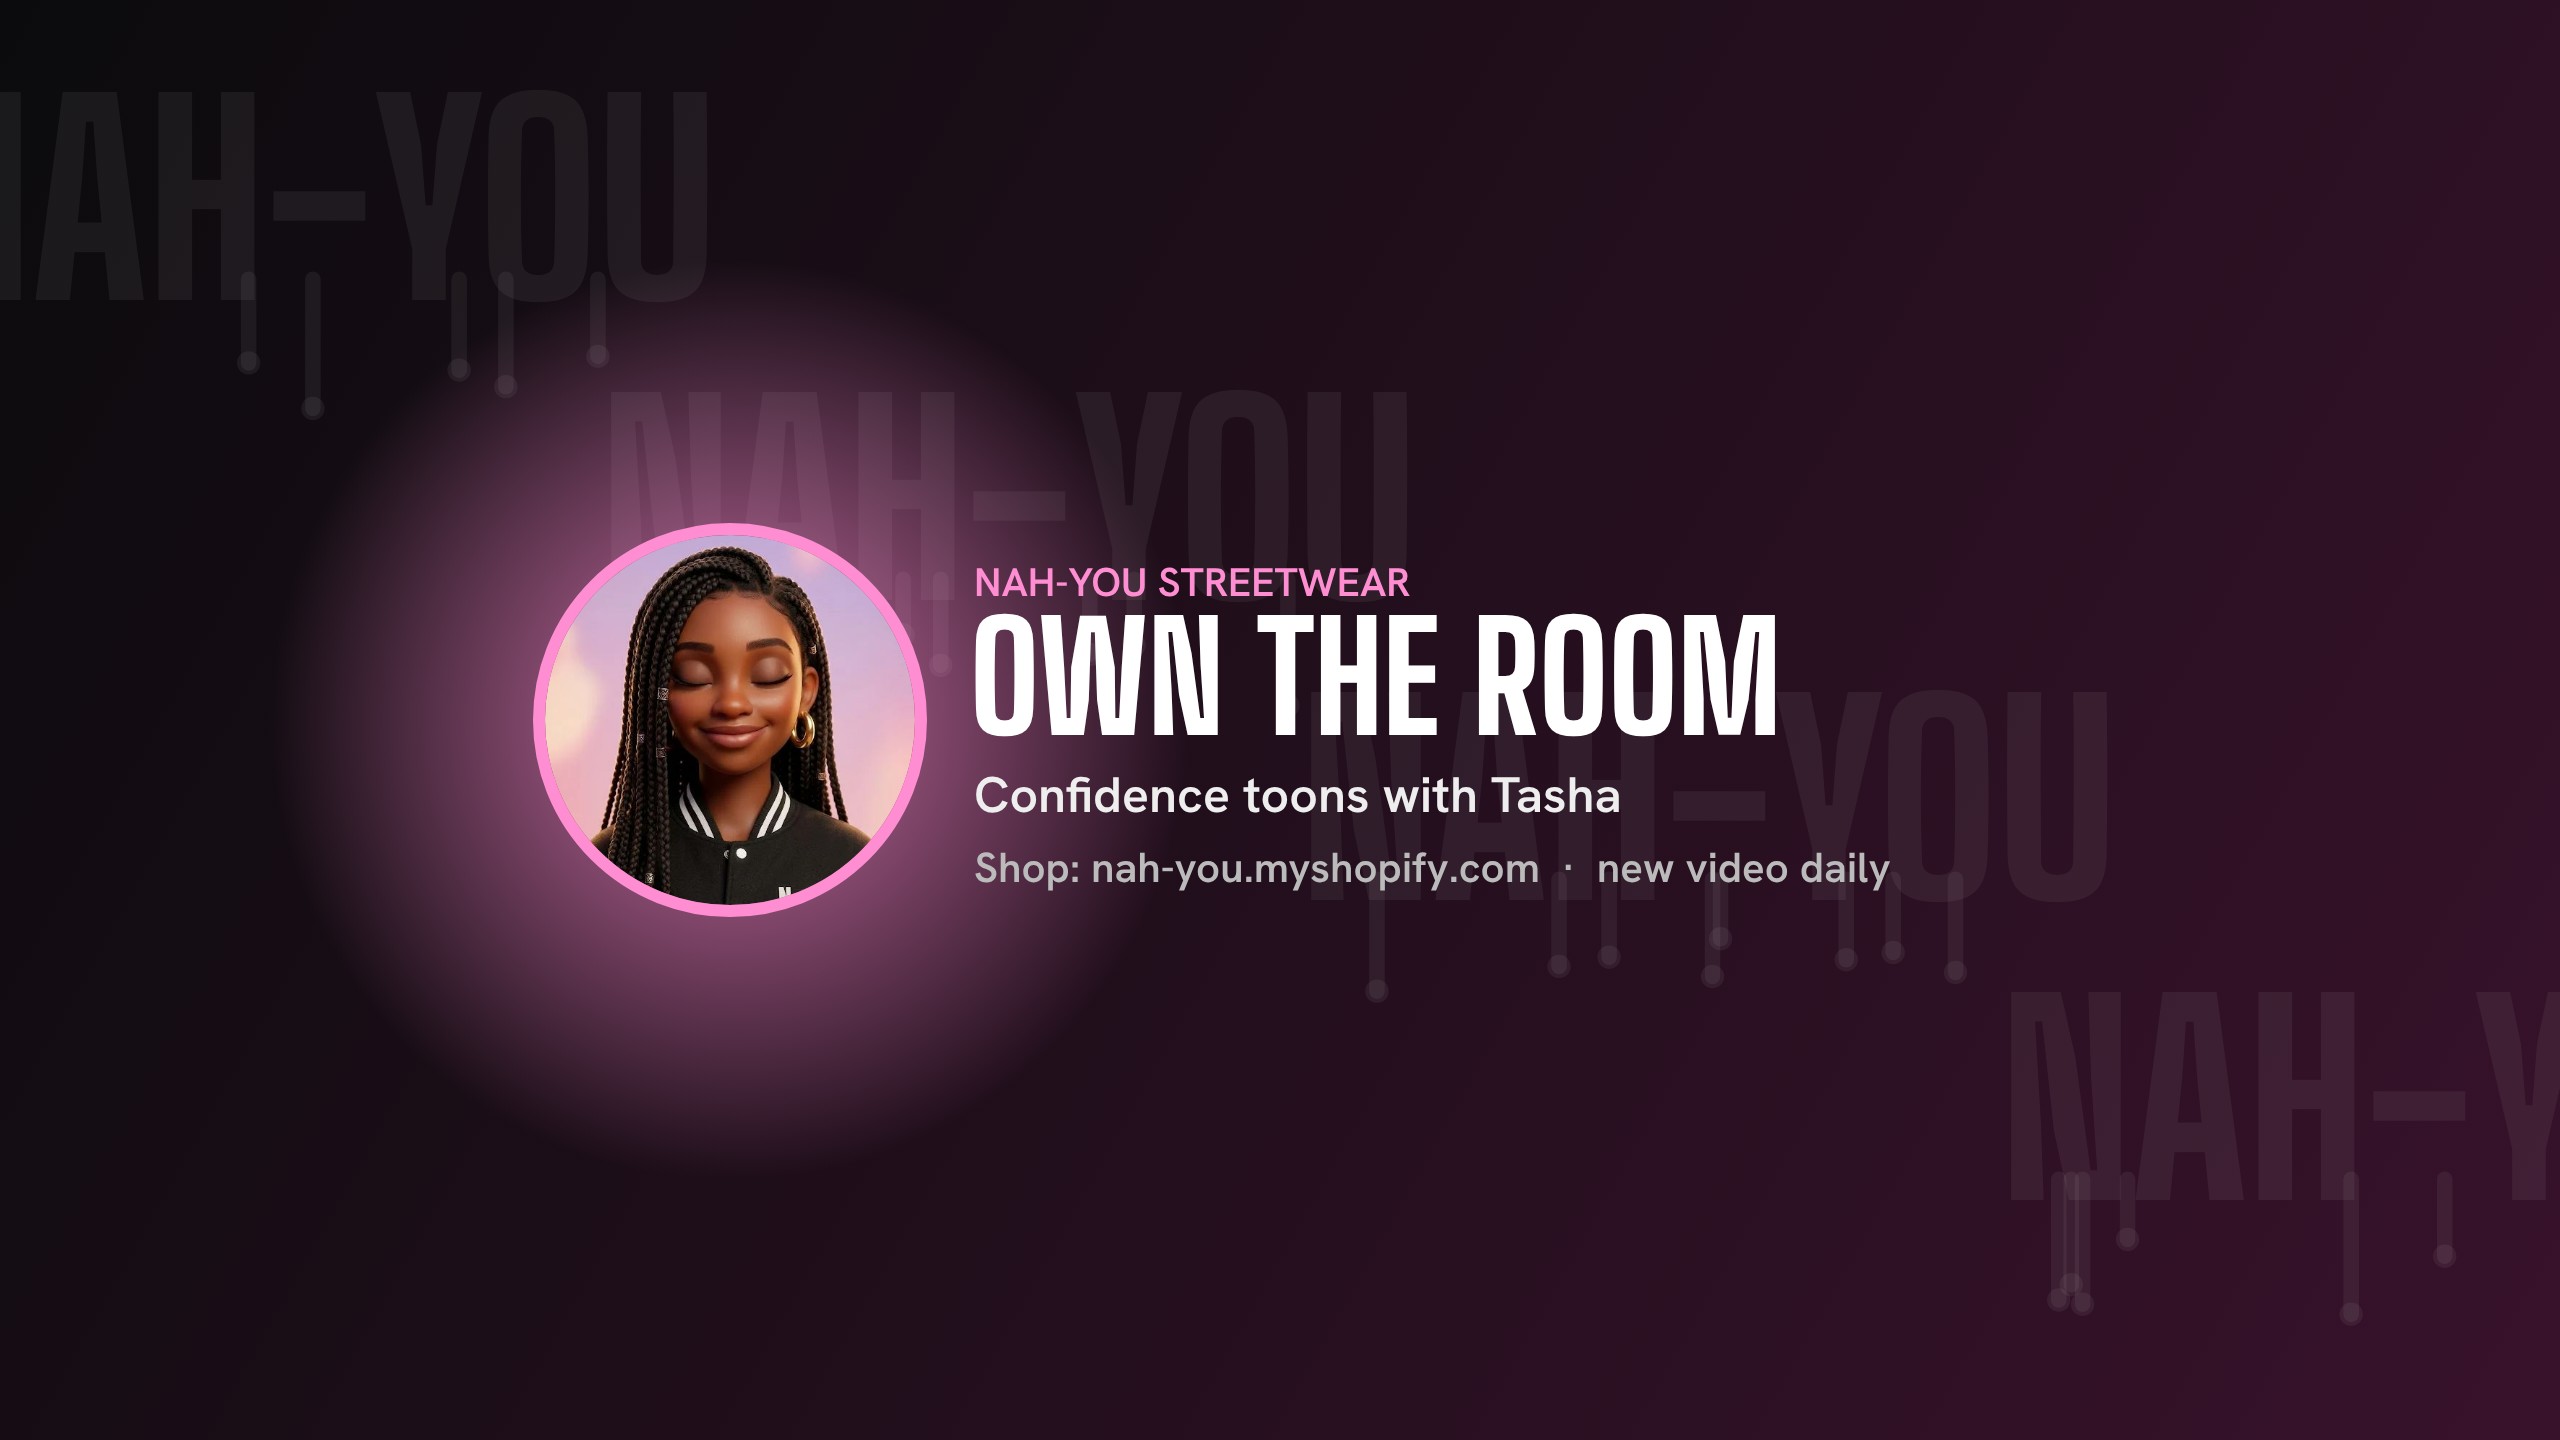 NAH-YOU
NAH-YOU
NAH-YOU STREETWEAR
OWN THE ROOM
NAH-YOU
Confidence toons with Tasha
Shop: nah-you.myshopify.com · new video daily
N
NAH-Y